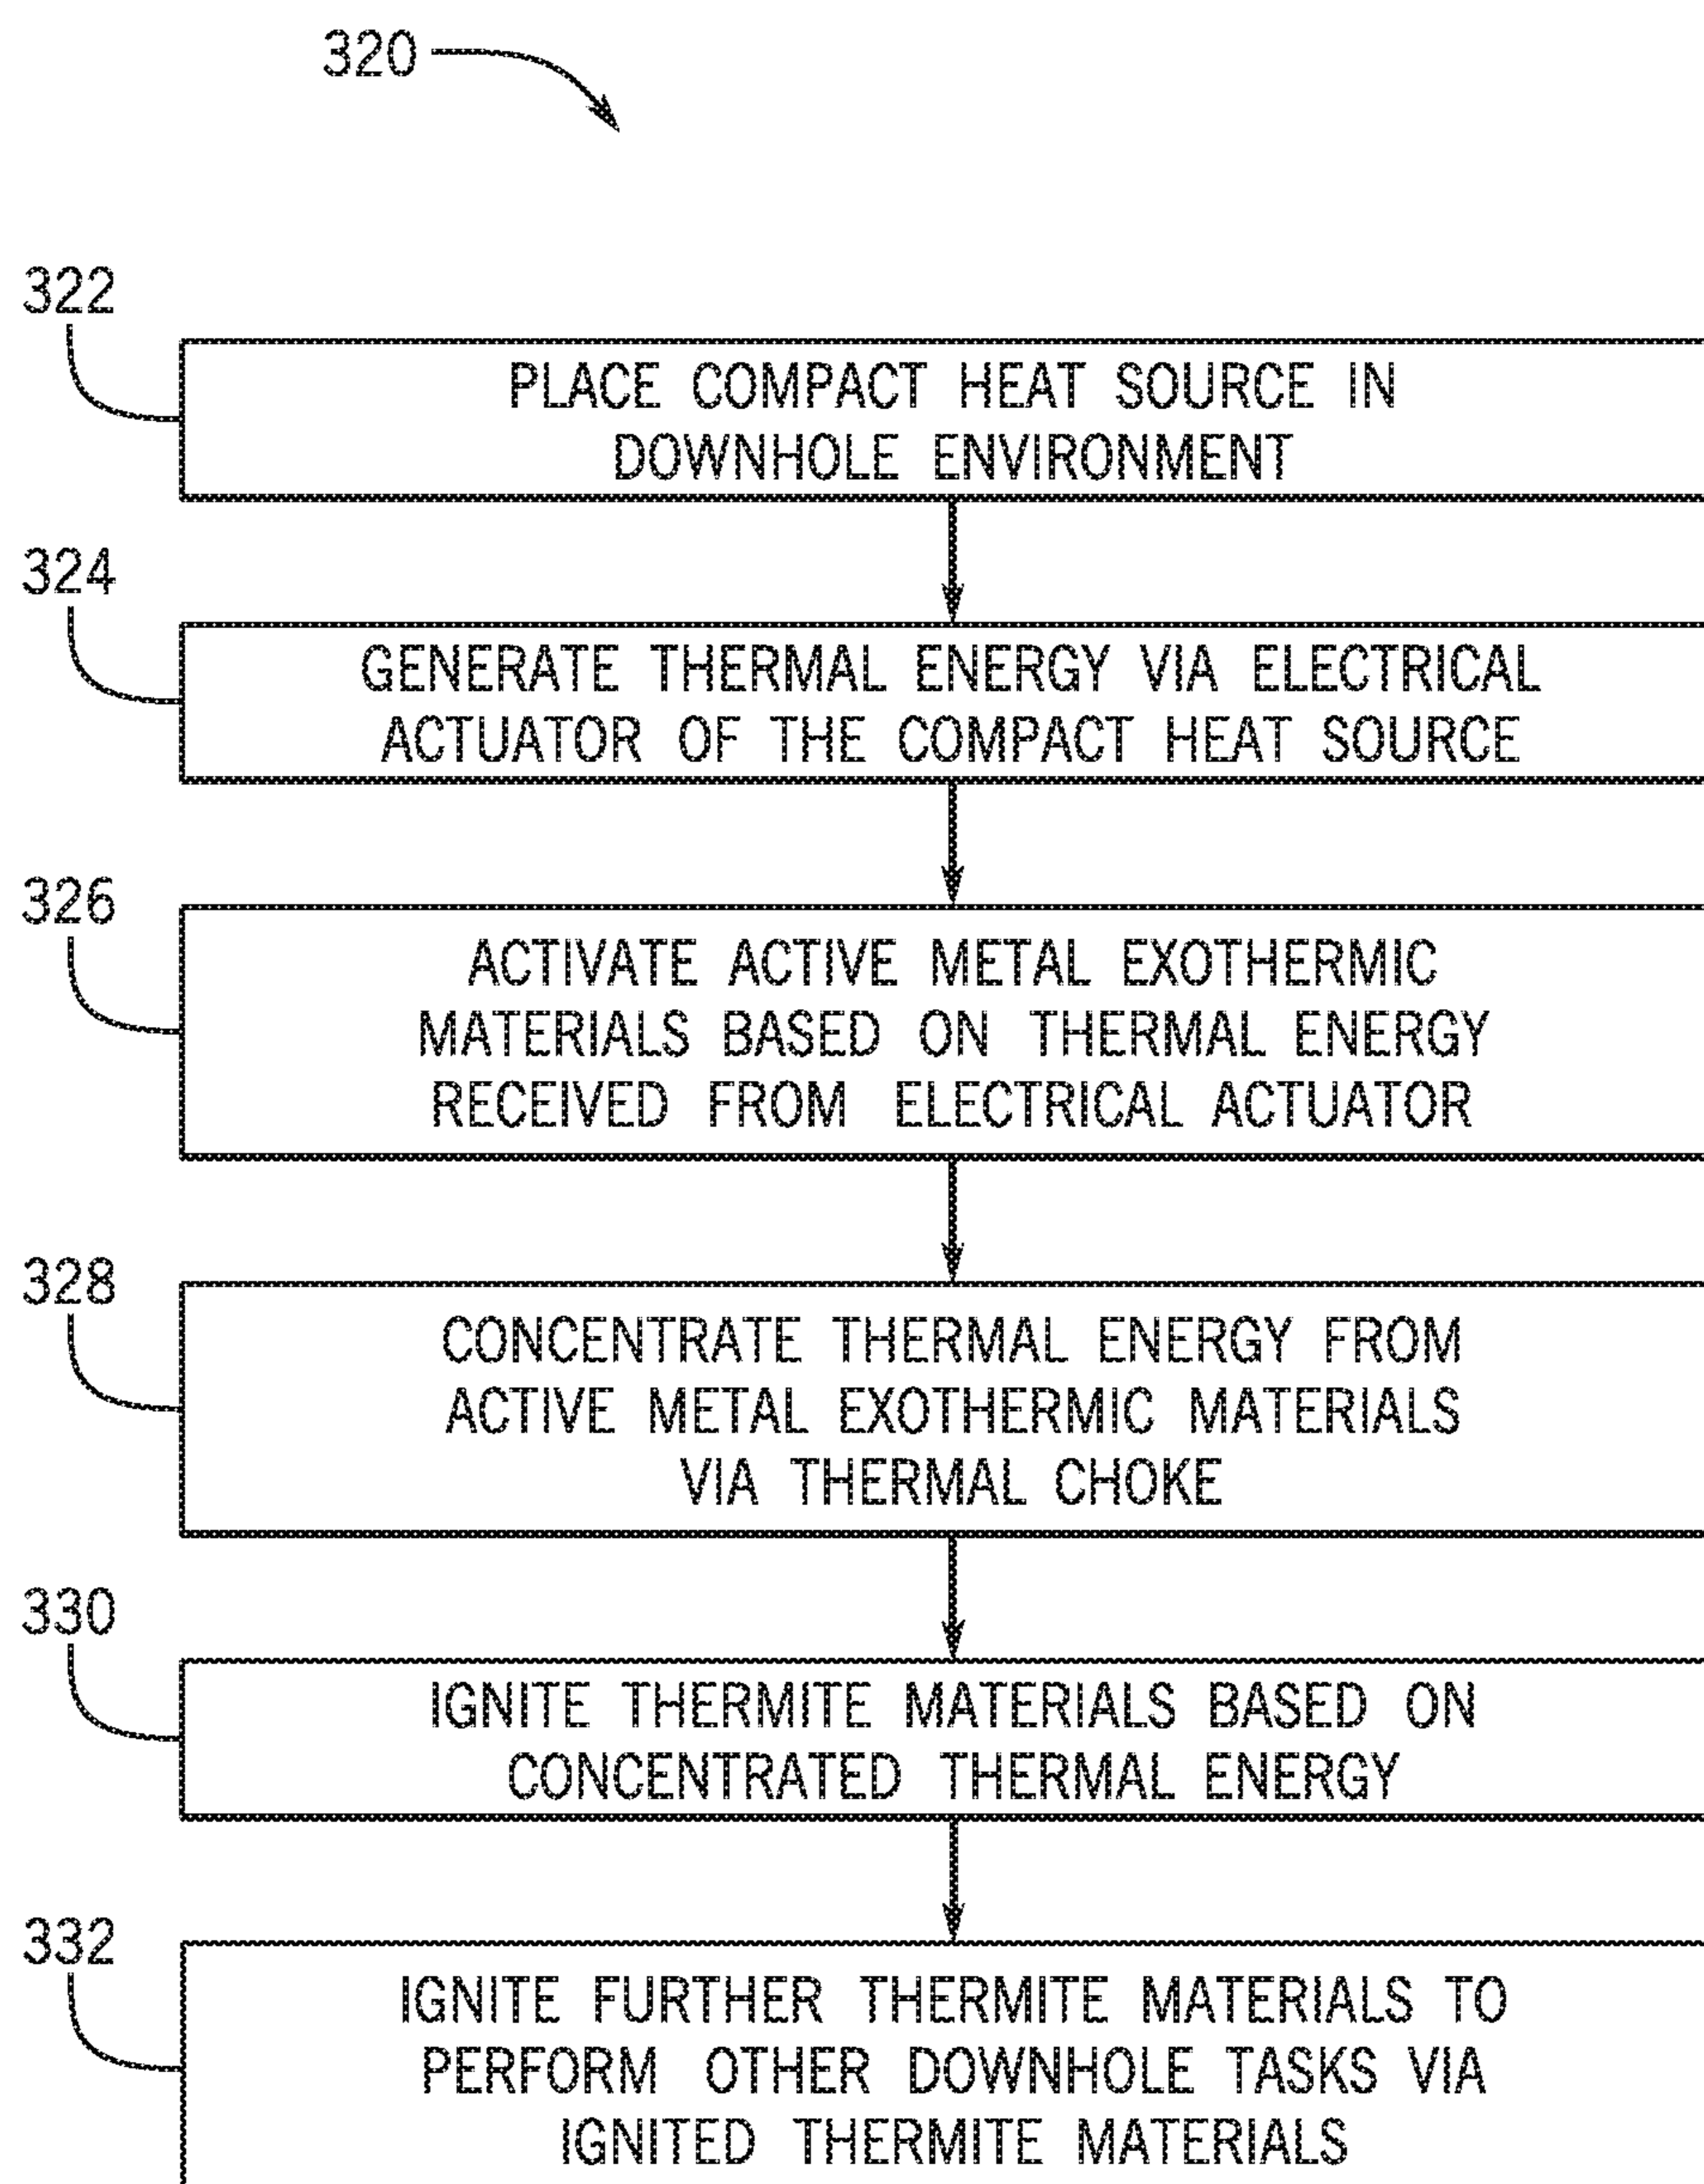 320
322
PLACE COMPACT HEAT SOURCE IN
DOWNHOLE ENVIRONMENT
324
GENERATE THERMAL ENERGY VIA ELECTRICAL
ACTUATOR OF THE COMPACT HEAT SOURCE
326
ACTIVATE ACTIVE METAL EXOTHERMIC
MATERIALS BASED ON THERMAL ENERGY
RECEIVED FROM ELECTRICAL ACTUATOR
328
CONCENTRATE THERMAL ENERGY FROM
ACTIVE METAL EXOTHERMIC MATERIALS
VIA THERMAL CHOKE
330
IGNITE THERMITE MATERIALS BASED ON
CONCENTRATED THERMAL ENERGY
332
IGNITE FURTHER THERMITE MATERIALS TO
PERFORM OTHER DOWNHOLE TASKS VIA
IGNITED THERMITE MATERIALS